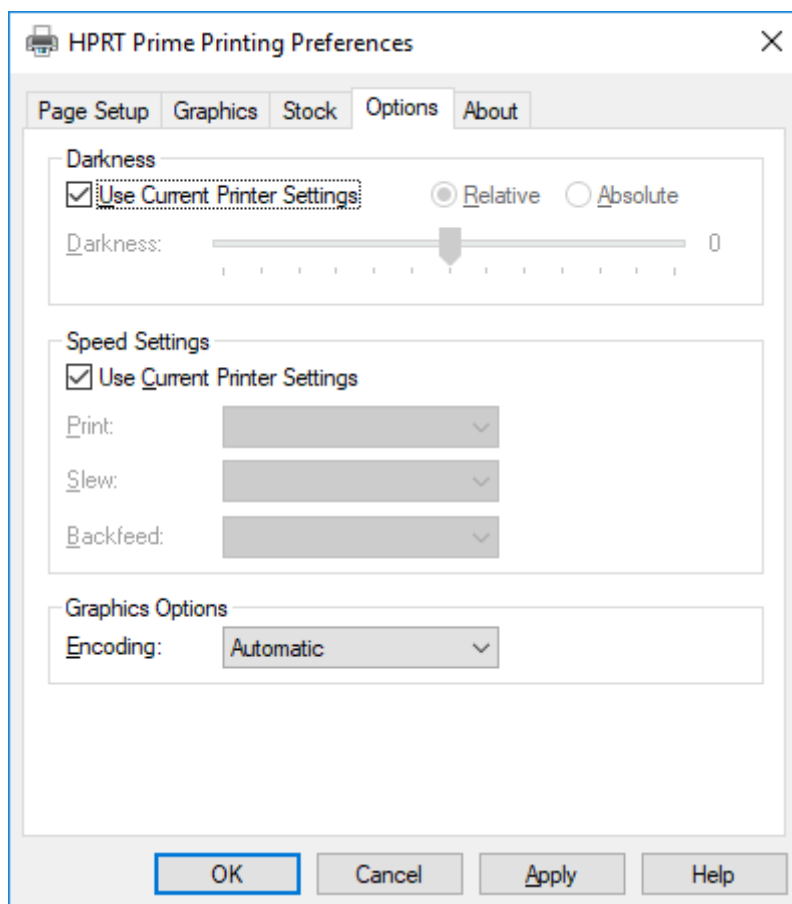 HPRT Prime Printing Preferences
Page Setup Graphics Stock Options About
Darkness
Use Current Printer Settings Relative Absolute
Darkness: 0
Speed Settings
Use Current Printer Settings
Print:
Slew:
Backfeed:
Graphics Options
Encoding: Automatic
OK Cancel Apply Help